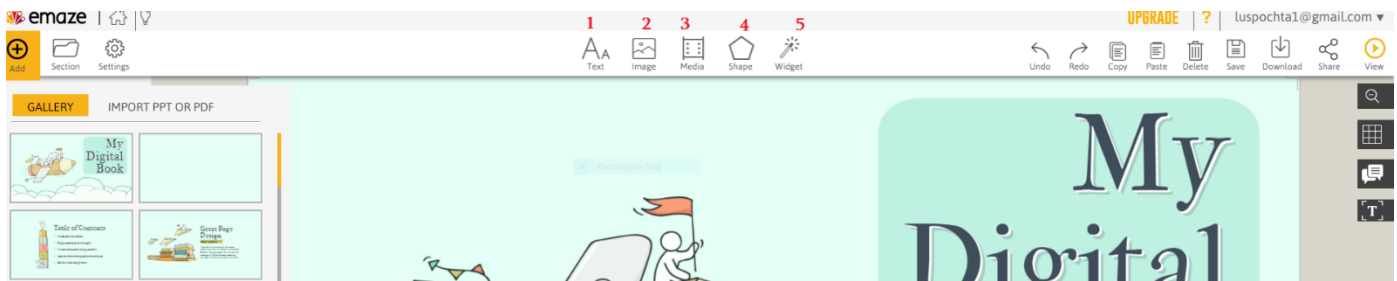 emaze
1 2 3 4 5
UPGRADE ? luspochta1@gmail.com
Add Section Settings
Text Image Media Shape Widget
Undo Redo Copy Paste Delete Save Download Share View
GALLERY IMPORT PPT OR PDF
My
Digital
Book
Table of Contents
Great Page
Design
Rectangular Snip
My
Digital